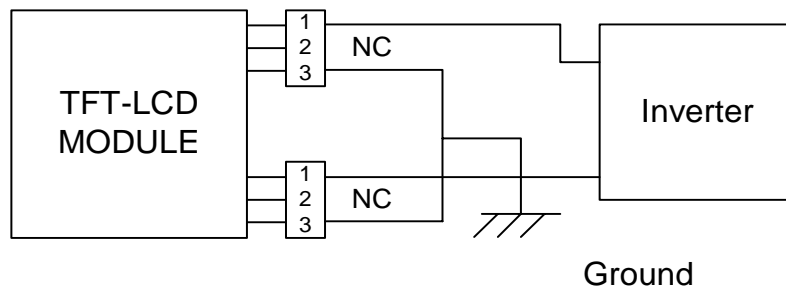 TFT-LCD
MODULE
1
2
3
NC
1
2
3
NC
Inverter
Ground